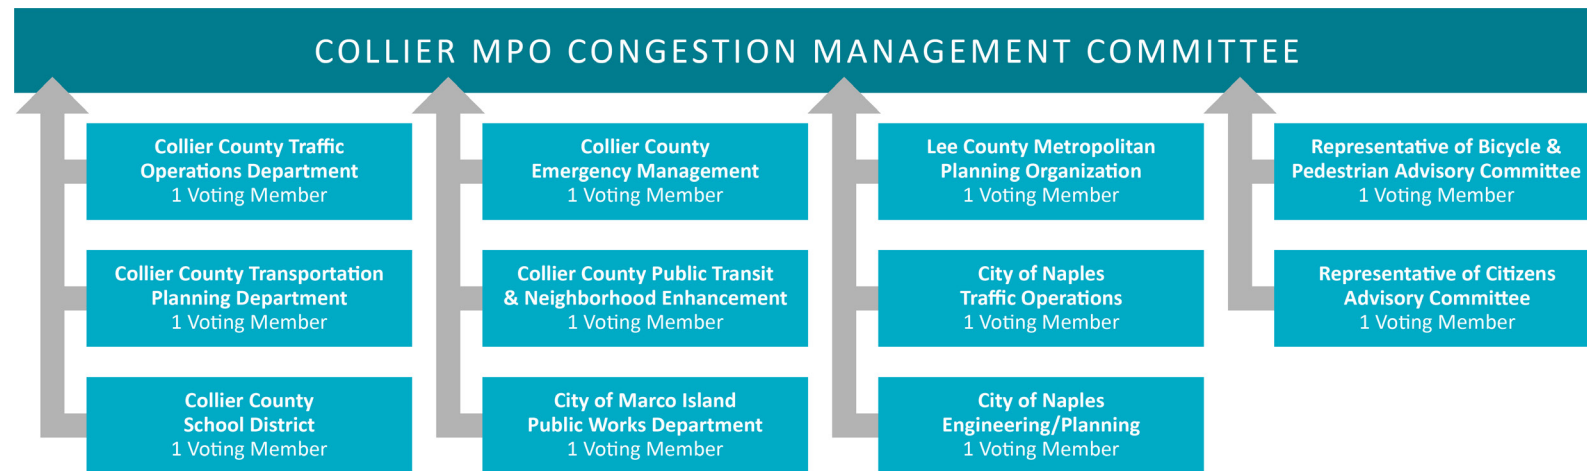 COLLIER MPO CONGESTION MANAGEMENT COMMITTEE
Collier County Traffic
Operations Department
1 Voting Member
Collier County Transportation
Planning Department
1 Voting Member
Collier County
School District
1 Voting Member
Collier County
Emergency Management
1 Voting Member
Collier County Public Transit
& Neighborhood Enhancement
1 Voting Member
City of Marco Island
Public Works Department
1 Voting Member
Lee County Metropolitan
Planning Organization
1 Voting Member
City of Naples
Traffic Operations
1 Voting Member
City of Naples
Engineering/Planning
1 Voting Member
Representative of Bicycle &
Pedestrian Advisory Committee
1 Voting Member
Representative of Citizens
Advisory Committee
1 Voting Member